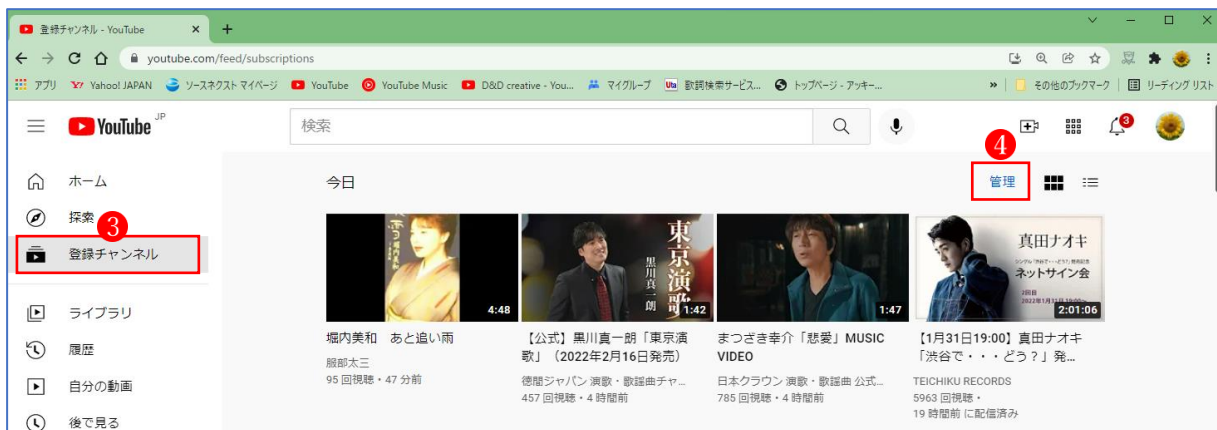 登録チャンネル - YouTube
youtube.com/feed/subscriptions
アプリ Yahoo! JAPAN ソースネクスト マイページ YouTube YouTube Music D&D creative - You... マイグループ Uta 歌詞検索サービス... トップページ - アッキー... » その他のブックマーク リーディング リスト
YouTube JP
検索
3
4
ホーム
探索
3
登録チャンネル
ライブラリ
履歴
自分の動画
後で見る
今日
管理
4:48
堀内美和 あと追い雨
服部太三
95 回視聴・47 分前
東京演歌
黒川真一朗
1:42
【公式】黒川真一朗「東京演
歌」（2022年2月16日発売）
徳間ジャパン 演歌・歌謡曲チャ...
457 回視聴・4 時間前
1:47
まつざき幸介「悲愛」MUSIC
VIDEO
日本クラウン 演歌・歌謡曲 公式...
785 回視聴・4 時間前
真田ナオキ
ネットサイン会
2:01:06
【1月31日19:00】真田ナオキ
「渋谷で・・・どう？」発...
TEICHIKU RECORDS
5963 回視聴・
19 時間前 に配信済み